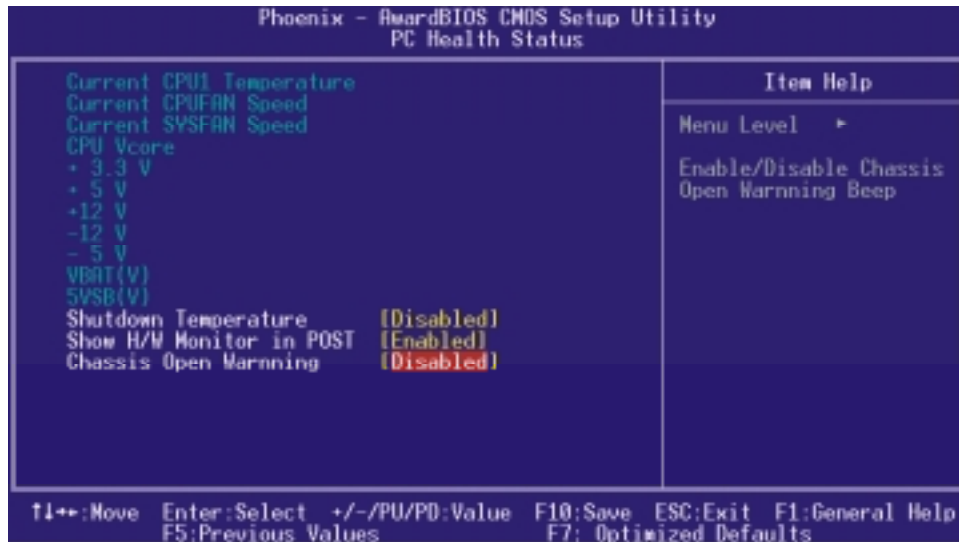 Phoenix - AwardBIOS CMOS Setup Utility
PC Health Status
Current CPU1 Temperature
Current CPUFAN Speed
Current SYSFAN Speed
CPU Vcore
+ 3.3 V
+ 5 V
+12 V
-12 V
- 5 V
VBAT(V)
5VSB(V)
Shutdown Temperature [Disabled]
Show H/W Monitor in POST [Enabled]
Chassis Open Warnning [Disabled]
Item Help
Menu Level ►
Enable/Disable Chassis
Open Warnning Beep
↑↓→←:Move Enter:Select +/-/PU/PD:Value F10:Save ESC:Exit F1:General Help
F5:Previous Values F7: Optimized Defaults